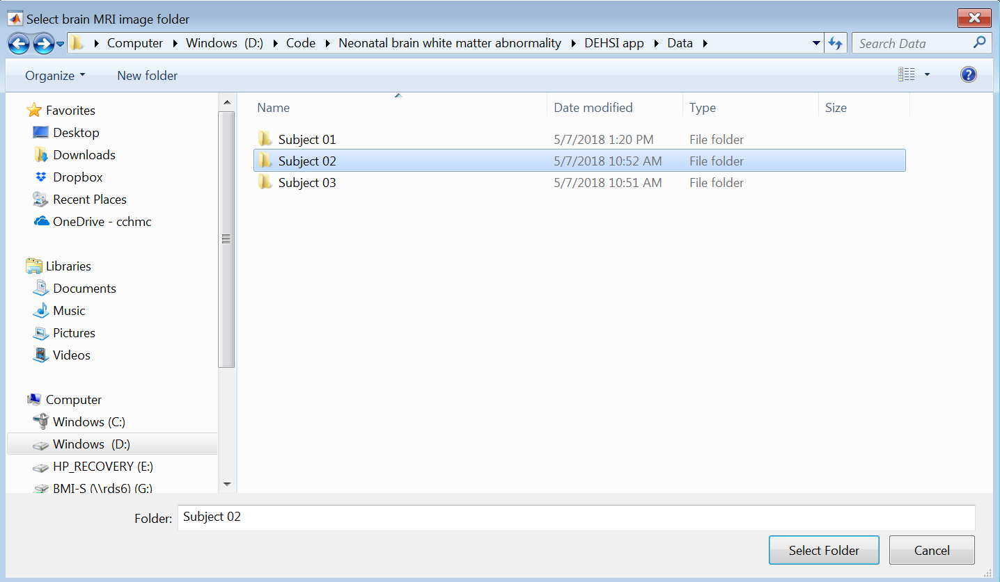 Select brain MRI image folder
Computer Windows (D:) Code Neonatal brain white matter abnormality DEHSI app Data Search Data
Organize New folder
Favorites
Desktop
Downloads
Dropbox
Recent Places
OneDrive - cchmc
Libraries
Documents
Music
Pictures
Videos
Computer
Windows (C:)
Windows (D:)
HP_RECOVERY (E:)
BMI-S (\\rds6) (G:)
Name Date modified Type Size
Subject 01 5/7/2018 1:20 PM File folder
Subject 02 5/7/2018 10:52 AM File folder
Subject 03 5/7/2018 10:51 AM File folder
Folder: Subject 02
Select Folder Cancel